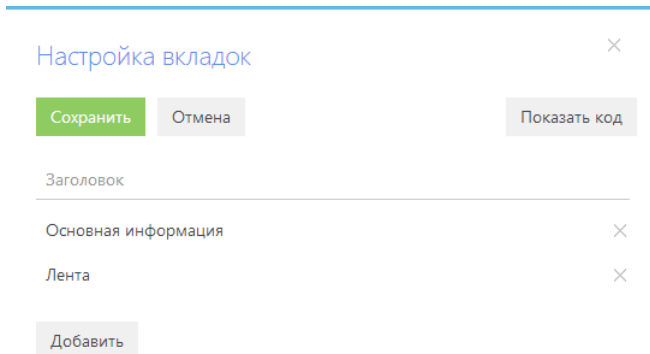 Настройка вкладок
Сохранить Отмена Показать код
Заголовок
Основная информация
Лента
Добавить